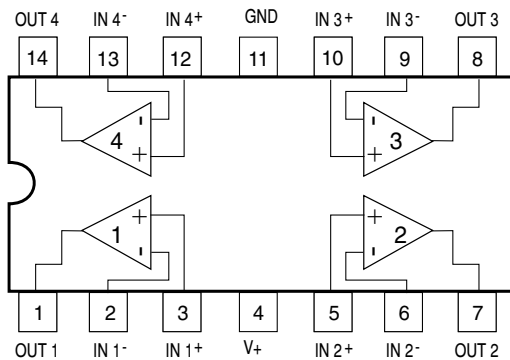 OUT 4 IN 4- IN 4+ GND IN 3+ IN 3- OUT 3
14 13 12 11 10 9 8
- -
4 3
+ +
+ +
1 2
- -
1 2 3 4 5 6 7
OUT 1 IN 1- IN 1+ V+ IN 2+ IN 2- OUT 2